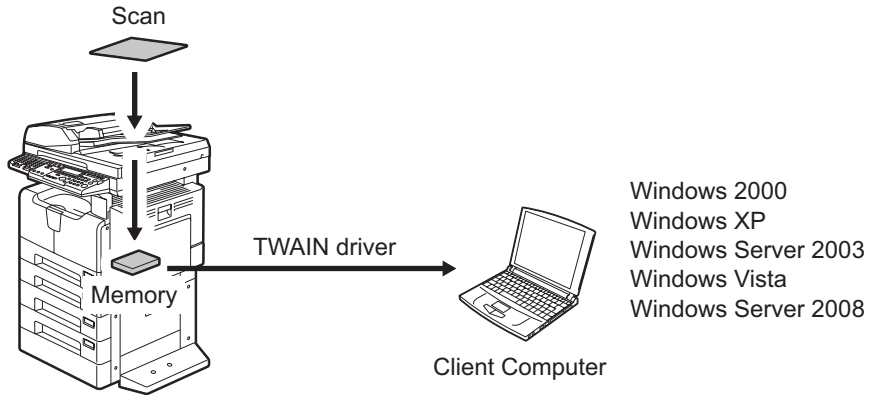 Scan
Memory
TWAIN driver
Client Computer
Windows 2000
Windows XP
Windows Server 2003
Windows Vista
Windows Server 2008